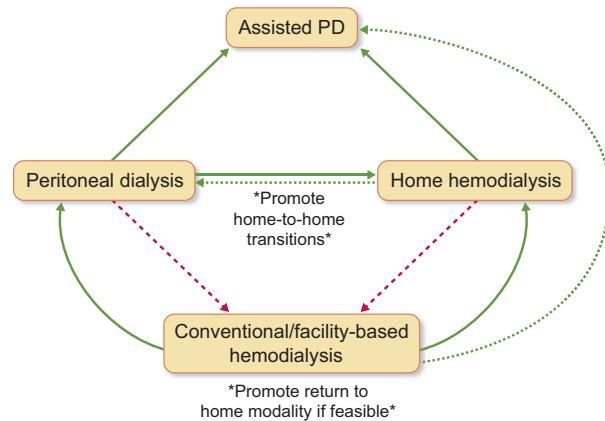 Assisted PD
Peritoneal dialysis
Home hemodialysis
*Promote
home-to-home
transitions*
Conventional/facility-based
hemodialysis
*Promote return to
home modality if feasible*